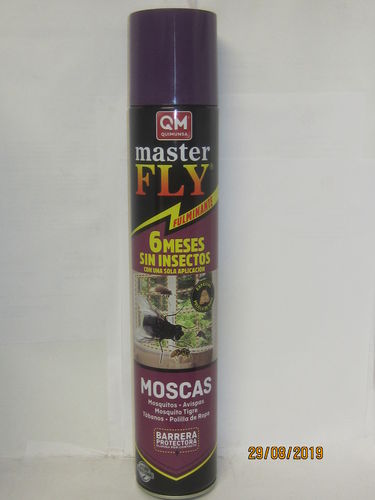 QM
QUIMUNSA
master
FLY®
FULMINANTE
6 MESES
SIN INSECTOS
CON UNA SOLA APLICACIÓN
MOSCAS
Mosquitos - Avispas
Mosquito Tigre
Tábanos - Polilla de Ropa
BARRERA
PROTECTORA
29/08/2019